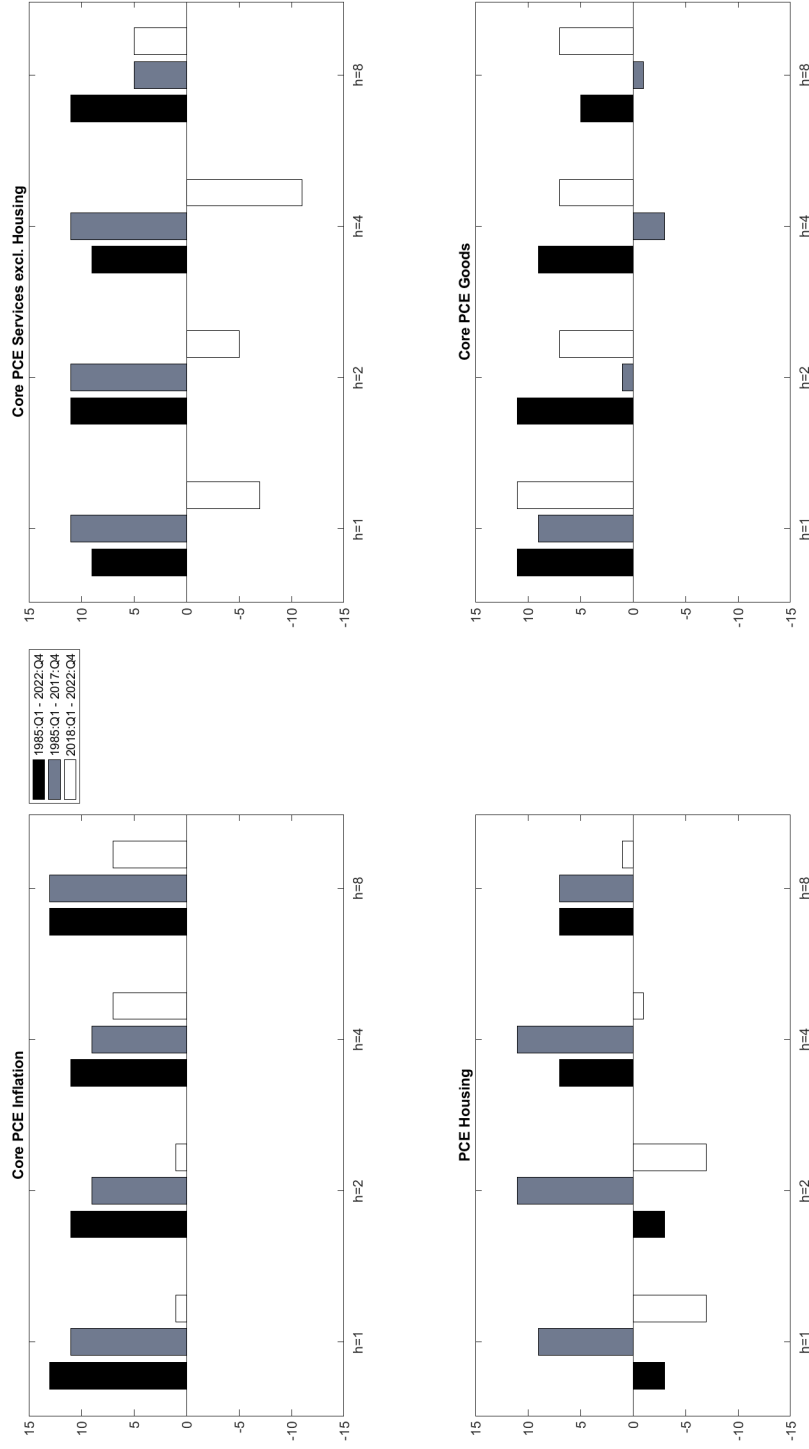 Core PCE Inflation
15
10
5
0
-5
-10
-15
h=1
h=2
h=4
h=8
1985:Q1 - 2022:Q4
1985:Q1 - 2017:Q4
2018:Q1 - 2022:Q4
Core PCE Services excl. Housing
15
10
5
0
-5
-10
-15
h=1
h=2
h=4
h=8
PCE Housing
15
10
5
0
-5
-10
-15
h=1
h=2
h=4
h=8
Core PCE Goods
15
10
5
0
-5
-10
-15
h=1
h=2
h=4
h=8